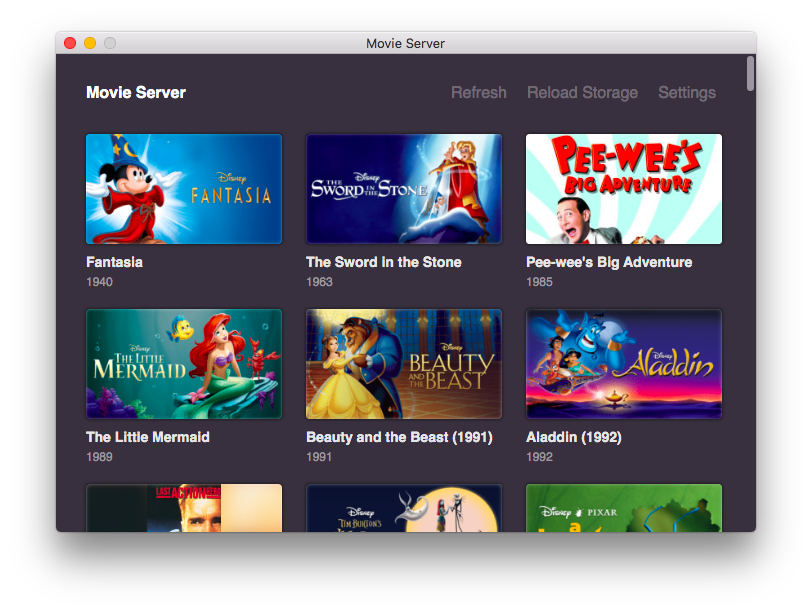 Movie Server
Movie Server
Refresh
Reload Storage
Settings
Disney
FANTASIA
Disney
THE
SWORD IN THE STONE
PEE-WEE'S
BIG ADVENTURE
Fantasia
The Sword in the Stone
Pee-wee's Big Adventure
1940
1963
1985
Disney
THE LITTLE
MERMAID
Disney
BEAUTY
AND THE BEAST
Disney
Aladdin
The Little Mermaid
Beauty and the Beast (1991)
Aladdin (1992)
1989
1991
1992
LAST ACTION HERO
Disney
TIM BURTON'S
Disney PIXAR
a